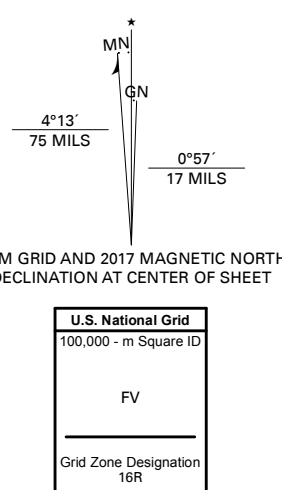 ★
MN
GN
4°13´
75 MILS
0°57´
17 MILS
M GRID AND 2017 MAGNETIC NORTH
DECLINATION AT CENTER OF SHEET
U.S. National Grid
100,000 - m Square ID
FV
Grid Zone Designation
16R